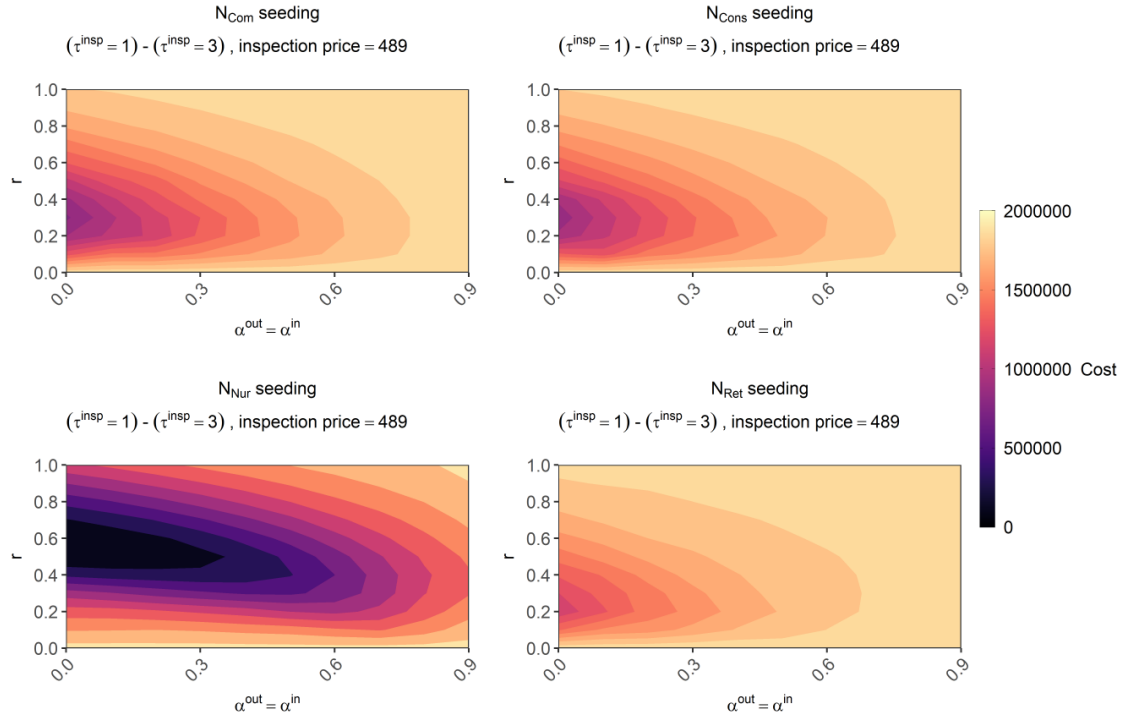 N_Com seeding
(τ^insp = 1) - (τ^insp = 3) , inspection price = 489
1.0
0.8
0.6
0.4
0.2
0.0
r
0.0
0.3
0.6
0.9
α^out = α^in
N_Cons seeding
(τ^insp = 1) - (τ^insp = 3) , inspection price = 489
1.0
0.8
0.6
0.4
0.2
0.0
r
0.0
0.3
0.6
0.9
α^out = α^in
N_Nur seeding
(τ^insp = 1) - (τ^insp = 3) , inspection price = 489
1.0
0.8
0.6
0.4
0.2
0.0
r
0.0
0.3
0.6
0.9
α^out = α^in
N_Ret seeding
(τ^insp = 1) - (τ^insp = 3) , inspection price = 489
1.0
0.8
0.6
0.4
0.2
0.0
r
0.0
0.3
0.6
0.9
α^out = α^in
2000000
1500000
1000000
500000
0
Cost